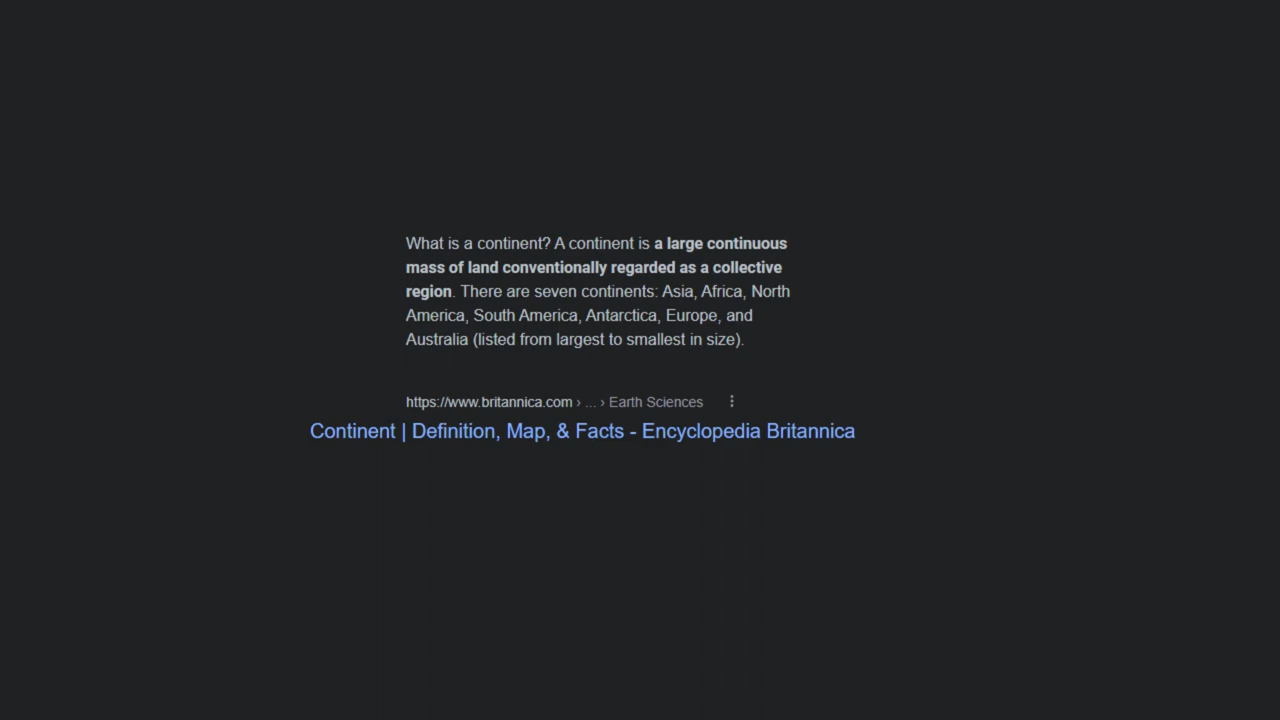 What is a continent? A continent is a large continuous
mass of land conventionally regarded as a collective
region. There are seven continents: Asia, Africa, North
America, South America, Antarctica, Europe, and
Australia (listed from largest to smallest in size).
https://www.britannica.com › ... › Earth Sciences
Continent | Definition, Map, & Facts - Encyclopedia Britannica